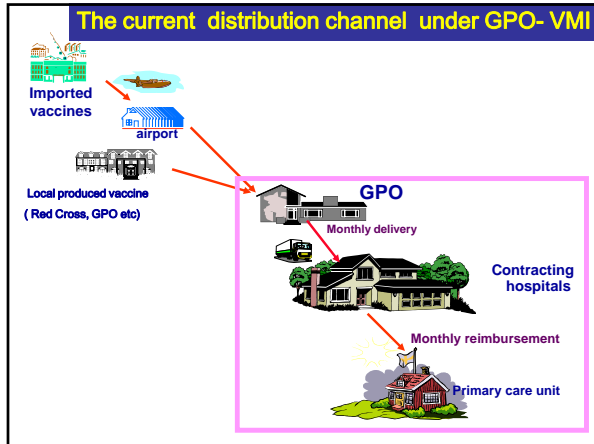 The current distribution channel under GPO- VMI
Imported
vaccines
airport
Local produced vaccine
( Red Cross, GPO etc)
GPO
Monthly delivery
Contracting
hospitals
Monthly reimbursement
Primary care unit